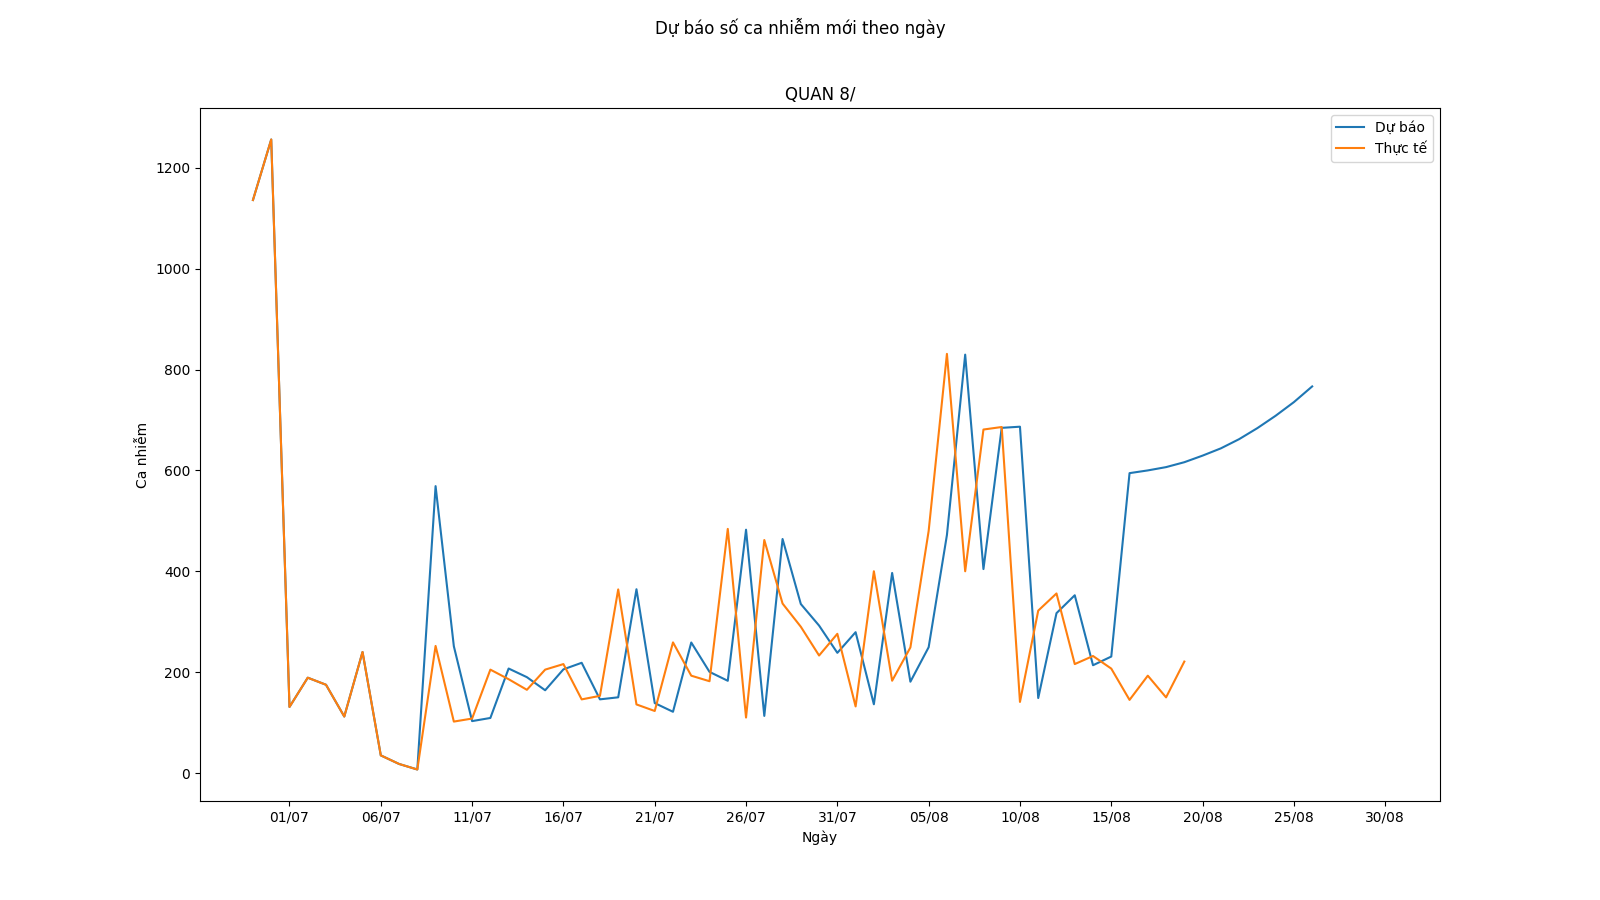 Dự báo số ca nhiễm mới theo ngày
QUAN 8/
Dự báo
Thực tế
Ca nhiễm
1200
1000
800
600
400
200
0
01/07 06/07 11/07 16/07 21/07 26/07 31/07 05/08 10/08 15/08 20/08 25/08 30/08
Ngày